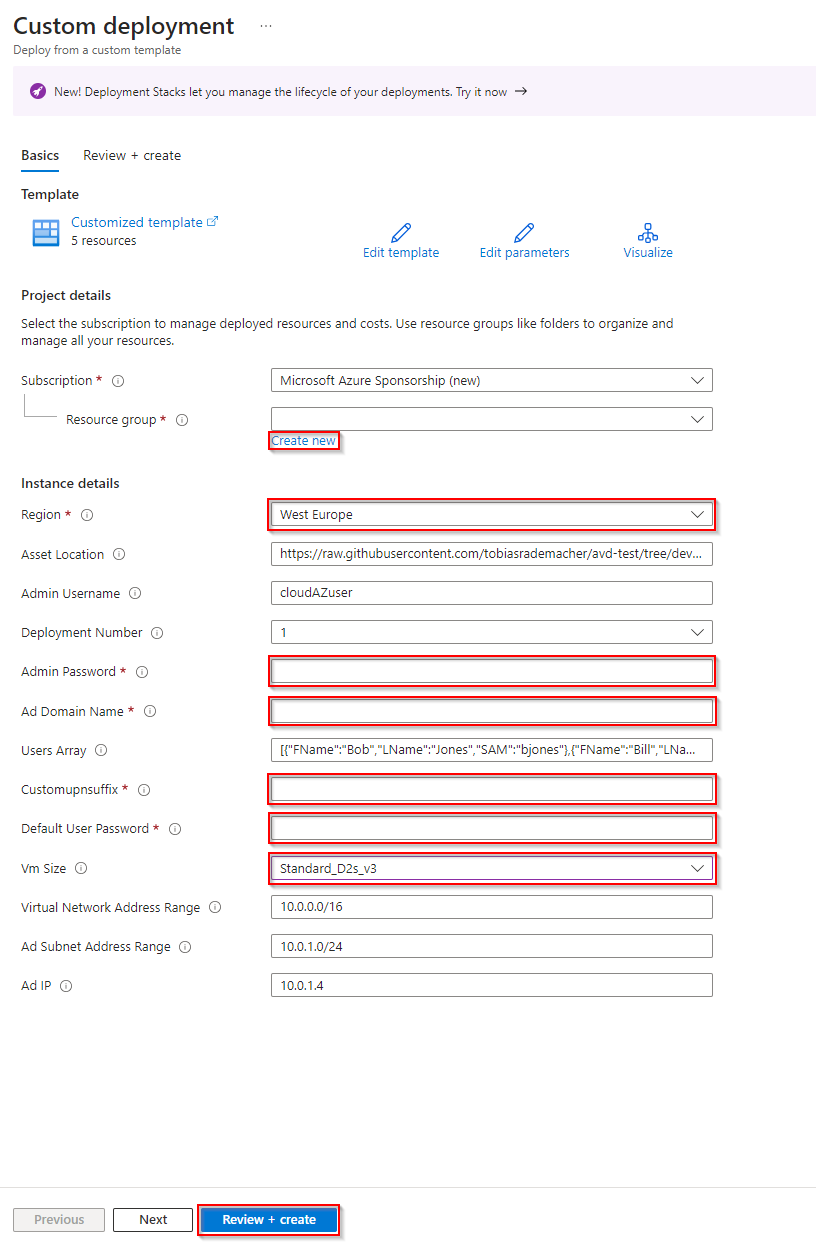 Custom deployment ...
Deploy from a custom template
New! Deployment Stacks let you manage the lifecycle of your deployments. Try it now →
Basics Review + create
Template
Customized template
5 resources
Edit template Edit parameters Visualize
Project details
Select the subscription to manage deployed resources and costs. Use resource groups like folders to organize and
manage all your resources.
Subscription * Microsoft Azure Sponsorship (new)
Resource group *
Create new
Instance details
Region * West Europe
Asset Location https://raw.githubusercontent.com/tobiasrademacher/avd-test/tree/dev...
Admin Username cloudAZuser
Deployment Number 1
Admin Password *
Ad Domain Name *
Users Array [{"FName":"Bob","LName":"Jones","SAM":"bjones"},{"FName":"Bill","LNa...
Customupnsuffix *
Default User Password *
Vm Size Standard_D2s_v3
Virtual Network Address Range 10.0.0.0/16
Ad Subnet Address Range 10.0.1.0/24
Ad IP 10.0.1.4
Previous Next Review + create